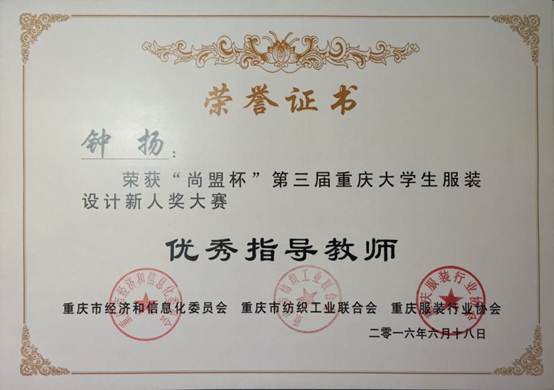 荣誉证书
钟扬：
荣获“尚盟杯”第三届重庆大学生服装
设计新人奖大赛
优秀指导教师
重庆市经济和信息化委员会 重庆市纺织工业联合会 重庆服装行业协会
二零一六年六月十八日